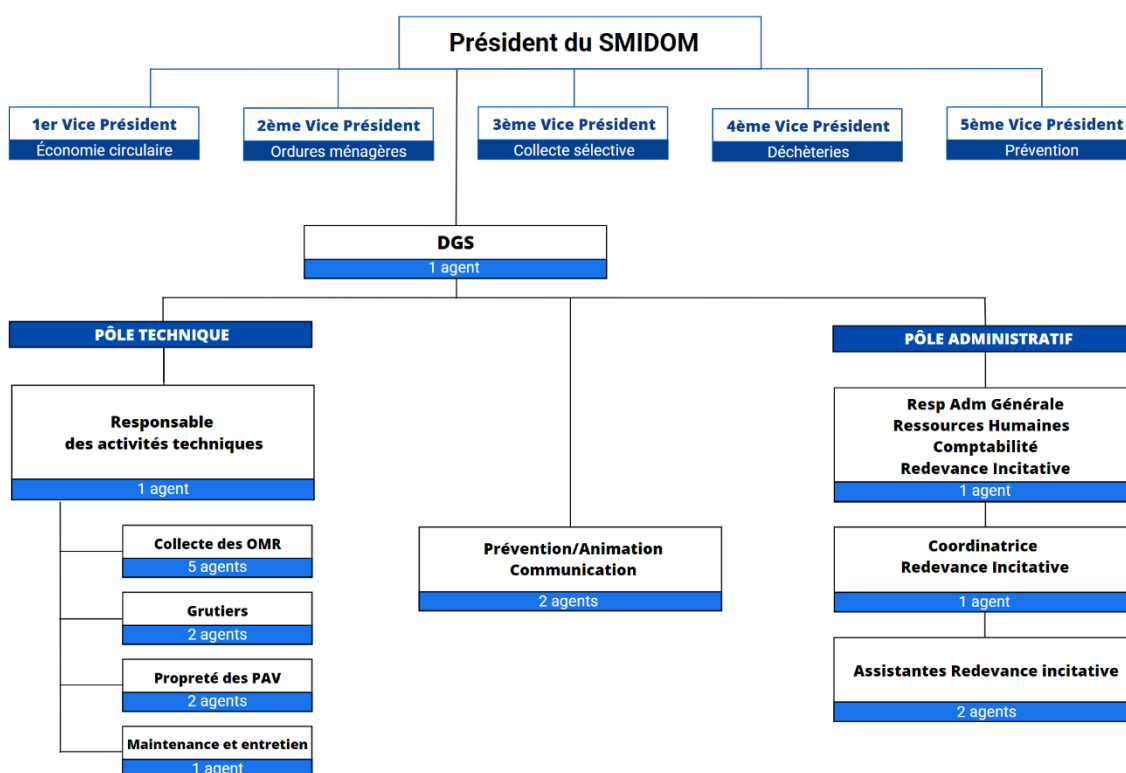 Président du SMIDOM
1er Vice Président
Économie circulaire
2ème Vice Président
Ordures ménagères
3ème Vice Président
Collecte sélective
4ème Vice Président
Déchèteries
5ème Vice Président
Prévention
DGS
1 agent
PÔLE TECHNIQUE
Responsable
des activités techniques
1 agent
Collecte des OMR
5 agents
Grutiers
2 agents
Propreté des PAV
2 agents
Maintenance et entretien
1 agent
Prévention/Animation
Communication
2 agents
PÔLE ADMINISTRATIF
Resp Adm Générale
Ressources Humaines
Comptabilité
Redevance Incitative
1 agent
Coordinatrice
Redevance Incitative
1 agent
Assistantes Redevance incitative
2 agents